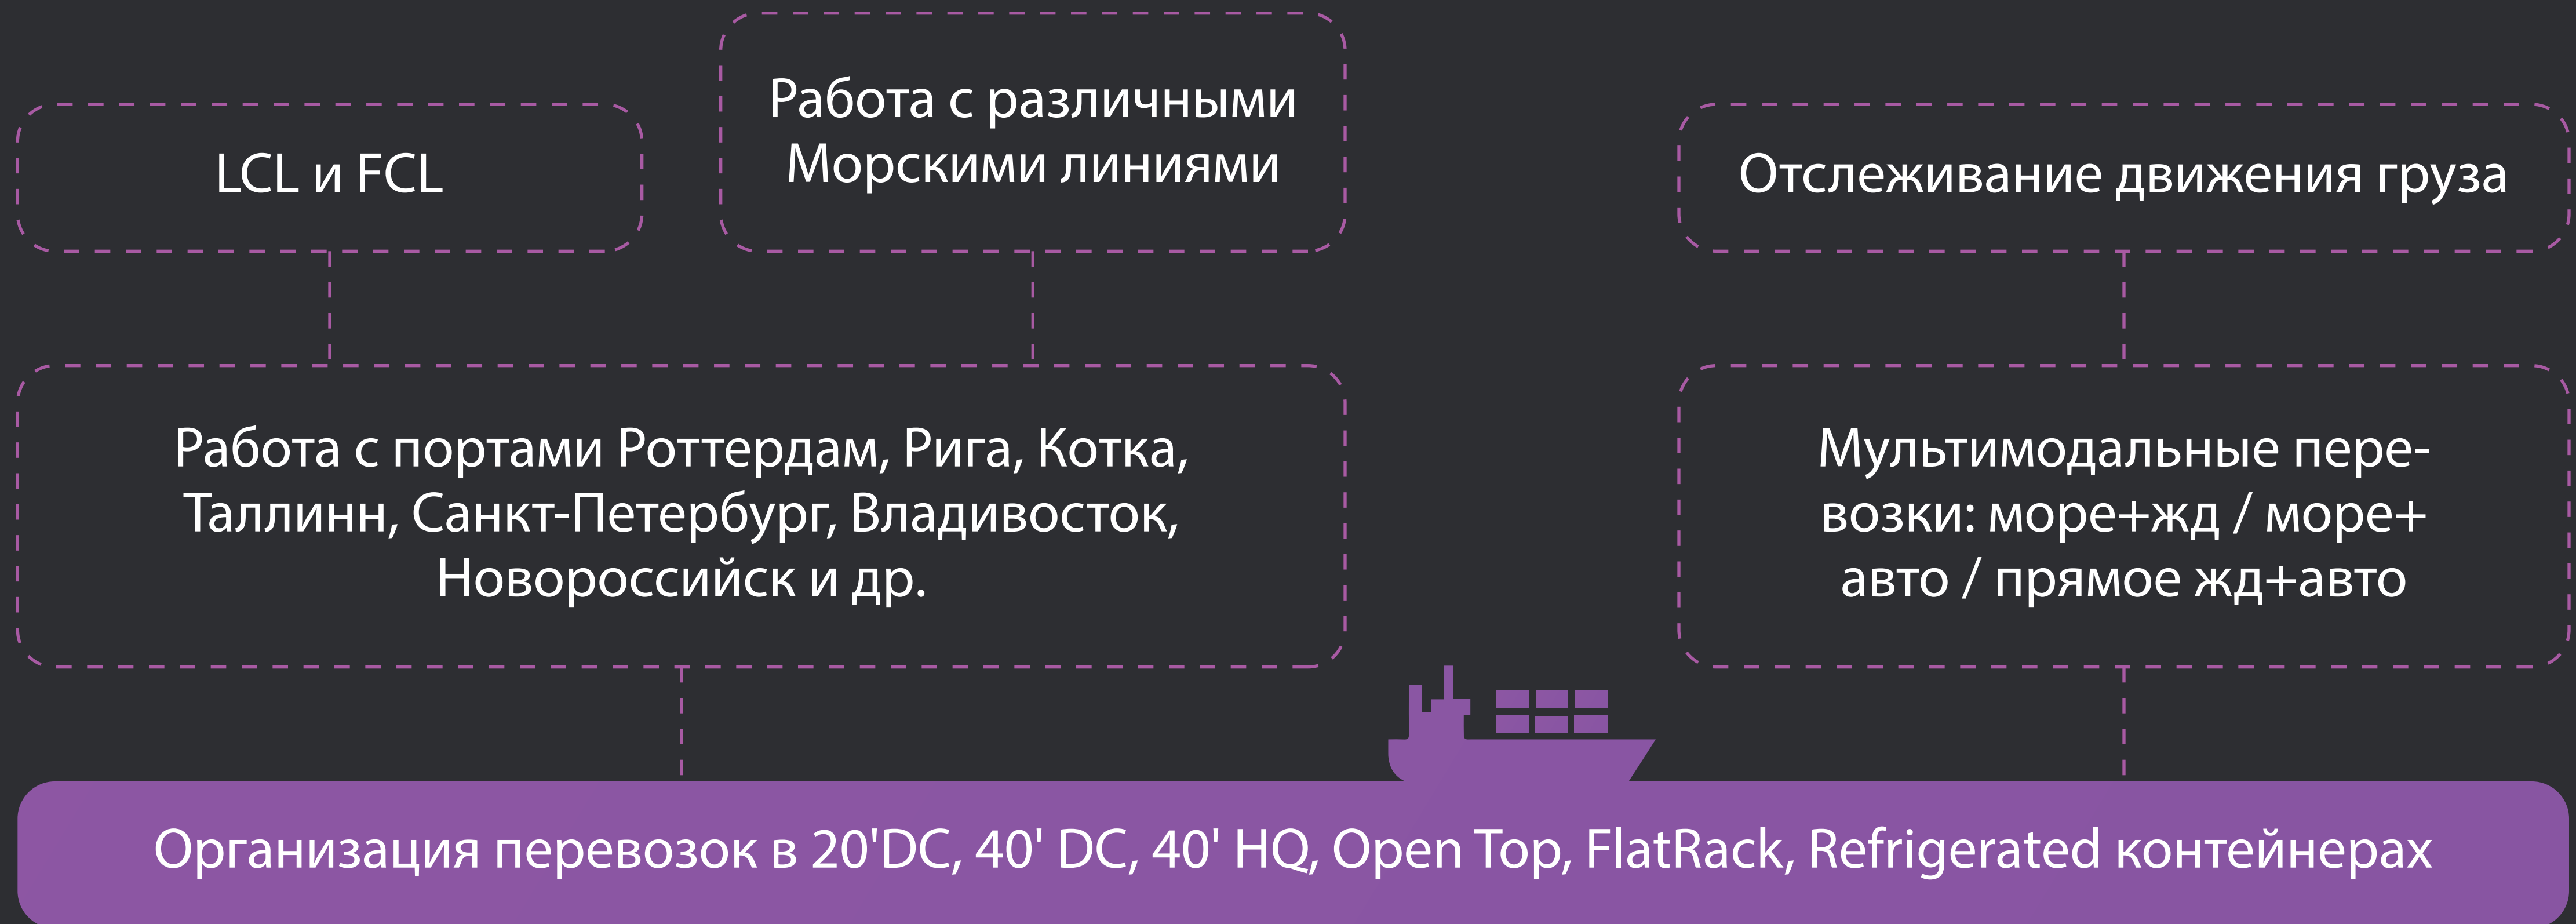 LCL и FCL
Работа с различными
Морскими линиями
Отслеживание движения груза
Работа с портами Роттердам, Рига, Котка,
Таллинн, Санкт-Петербург, Владивосток,
Новороссийск и др.
Мультимодальные пере-
возки: море+жд / море+
авто / прямое жд+авто
Организация перевозок в 20'DC, 40' DC, 40' HQ, Open Top, FlatRack, Refrigerated контейнерах